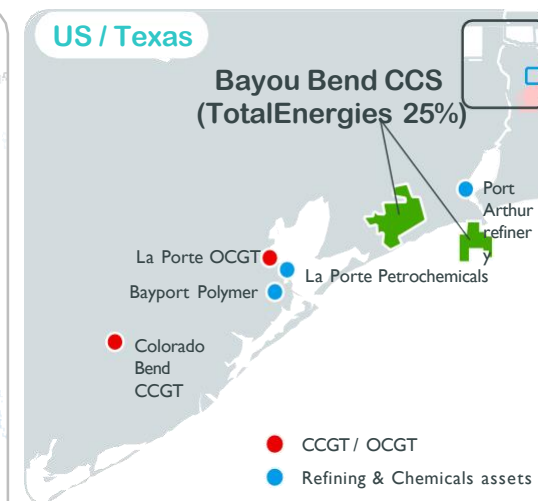 US / Texas
Bayou Bend CCS
(TotalEnergies 25%)
Port
Arthur
refiner
y
La Porte OCGT
La Porte Petrochemicals
Bayport Polymer
Colorado
Bend
CCGT
CCGT / OCGT
Refining & Chemicals assets